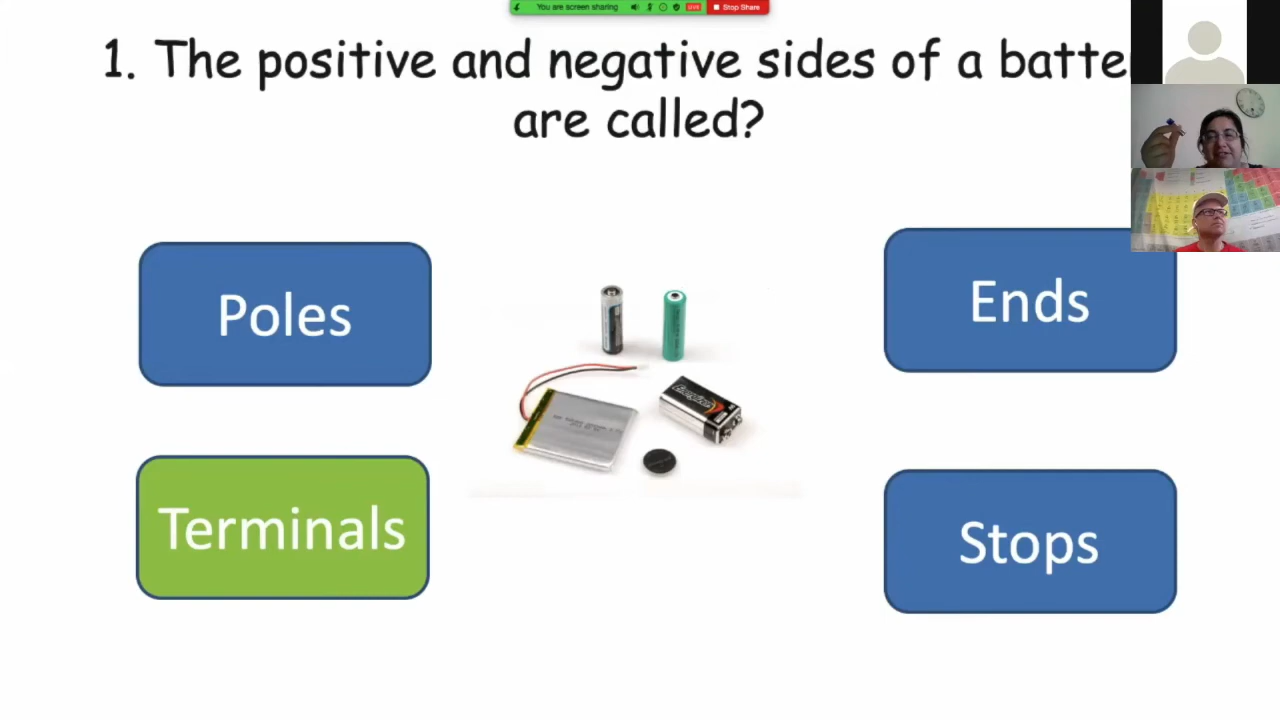 You are screen sharing
LIVE
Stop Share
1. The positive and negative sides of a batte
are called?
Poles
Ends
Energizer
Terminals
Stops